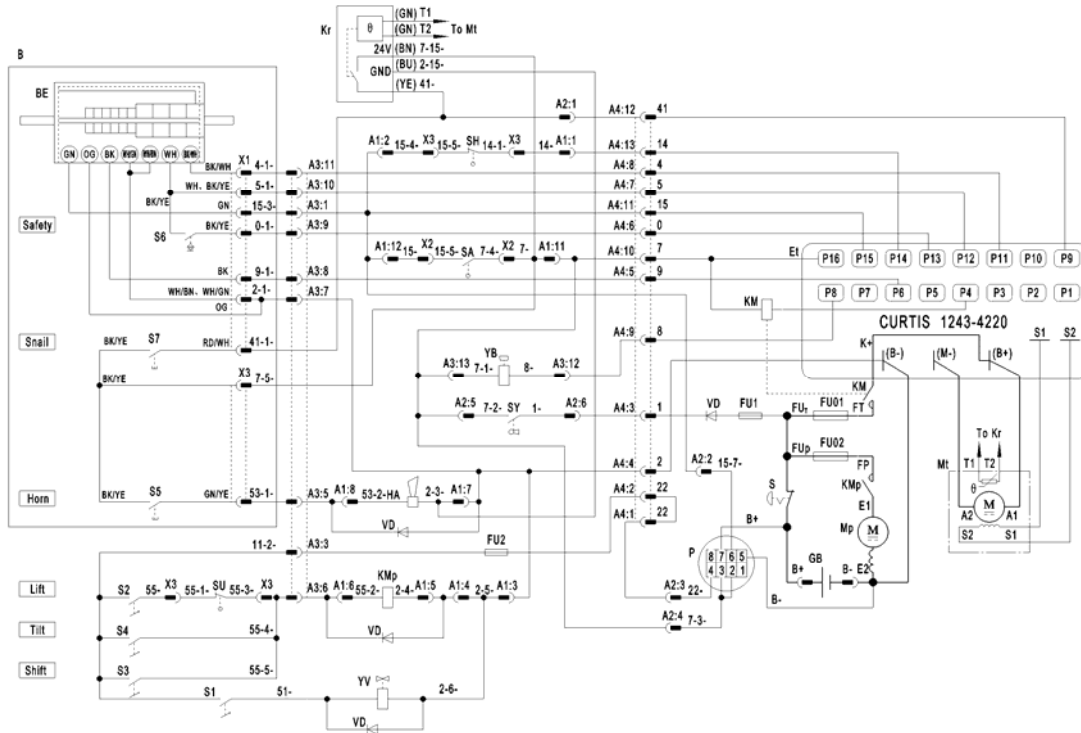 Kr
θ
(GN) T1
(GN) T2
To Mt
24V (BN) 7-15-
GND (BU) 2-15-
(YE) 41-
B
BE
GN OG BK WH BK/WH
BK/WH 4-1- X1 A3:11
WH、BK/YE 5-1- A3:10
BK/YE
GN 15-3- A3:1
Safety
S6 BK/YE 0-1- A3:9
BK 9-1- A3:8
WH/BN、WH/GN 2-1- A3:7
OG
Snail
BK/YE S7 RD/WH 41-1-
BK/YE X3 7-5-
Horn
BK/YE S5 GN/YE 53-1- A3:5 A1:8 53-2-HA 2-3- A1:7
VD
11-2- A3:3 FU2
Lift
S2 55- X3 55-1- SU 55-3- X3 A3:6 A1:6 55-2- KMp 2-4- A1:5 A1:4 2-5- A1:3
VD
Tilt
S4 55-4-
Shift
S3 55-5-
S1 51- YV 2-6-
VD
A2:1 A4:12 41
A1:2 15-4- X3 15-5- SH 14-1- X3 14- A1:1 A4:13 14
A4:8 4
A4:7 5
A4:11 15
A4:6 0
A1:12 15- X2 15-5- SA 7-4- X2 7- A1:11 A4:10 7
A4:5 9
A4:9 8
A3:13 7-1- YB 8- A3:12
A2:5 7-2- SY 1- A2:6 A4:3 1 VD FU1
A4:4 2
A2:2 15-7-
A4:2 22
A4:1 22
A2:3 22-
A2:4 7-3-
P
8 7 6 5
4 3 2 1
Et
P16 P15 P14 P13 P12 P11 P10 P9
P8 P7 P6 P5 P4 P3 P2 P1
KM
CURTIS 1243-4220
S1 S2
K+ (B-) (M-) (B+)
KM
FUT FU01 FT
FUp FU02 FP
S KMp
B+ E1
Mp M
B+ GB B- E2
B-
To Kr
Mt T1 T2
θ
M
A2 A1
S2 S1